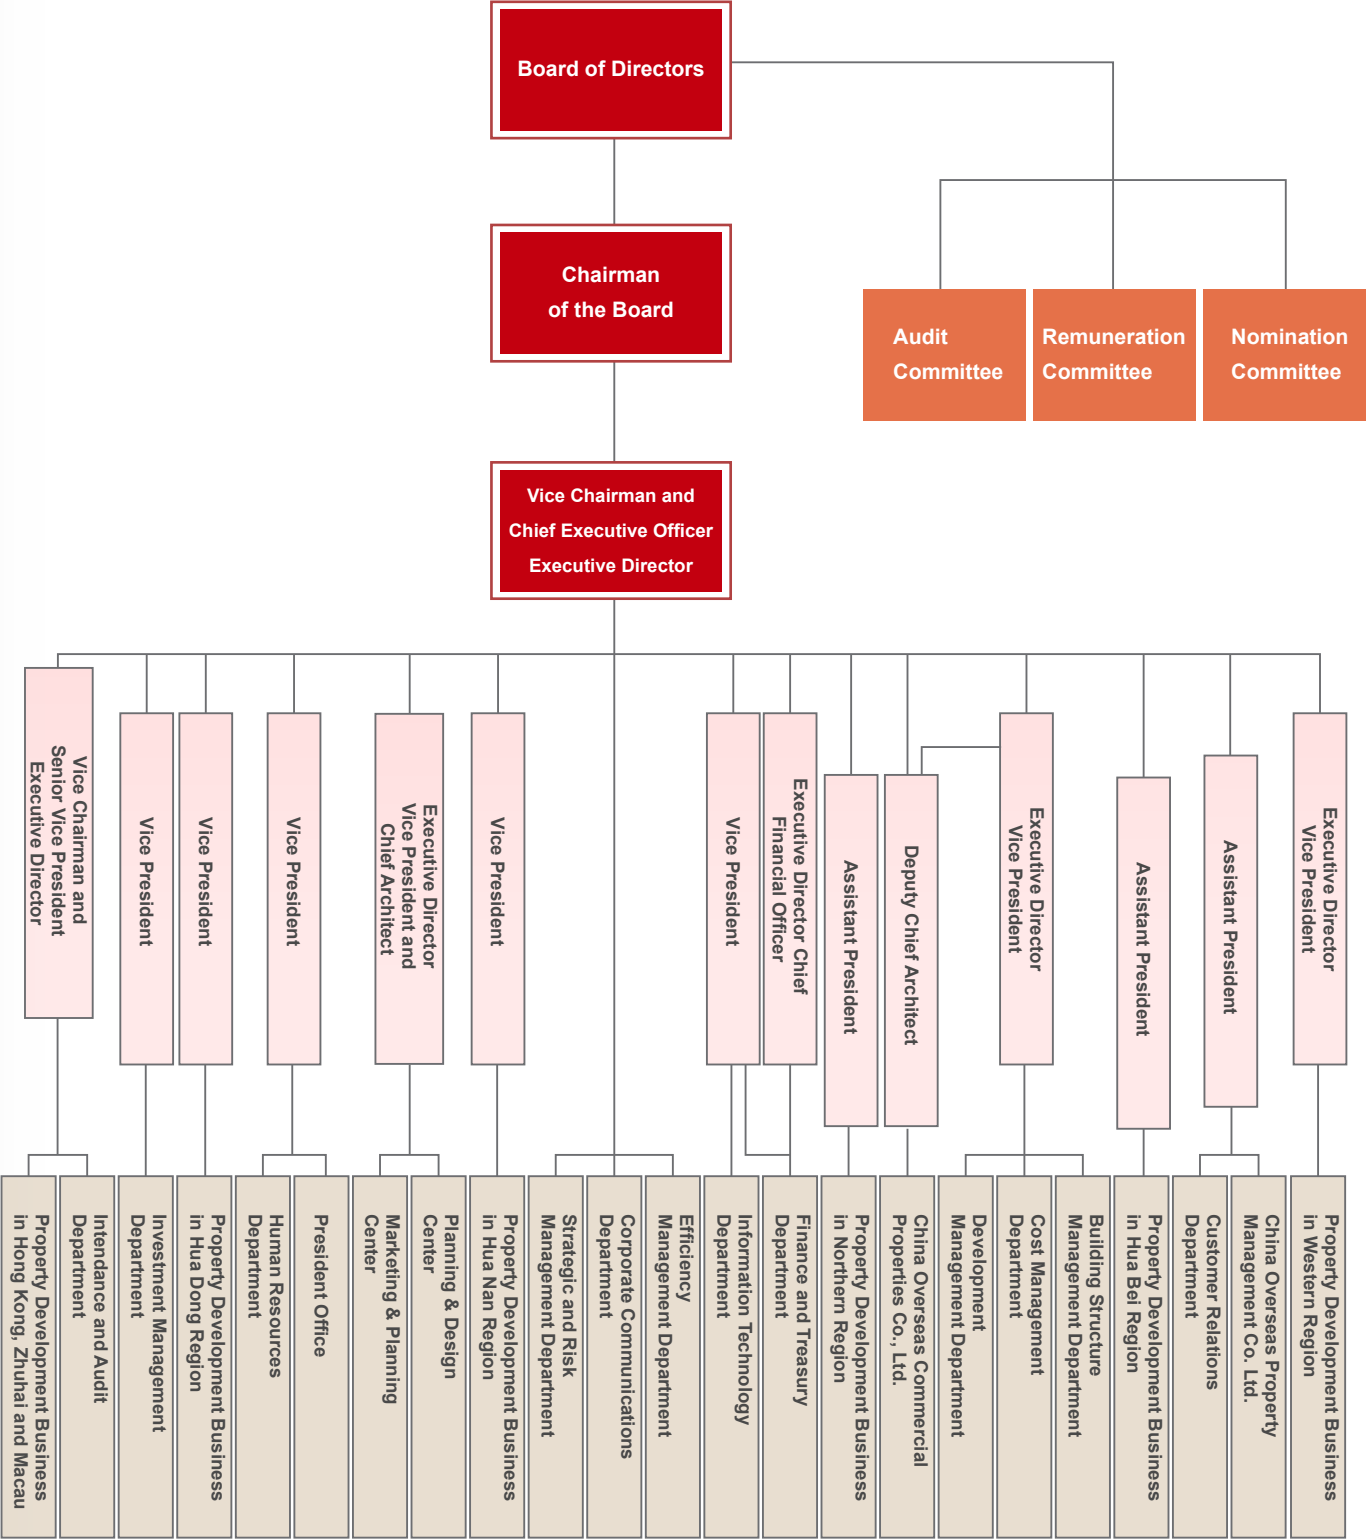 Board of Directors
Chairman
of the Board
Audit
Committee
Remuneration
Committee
Nomination
Committee
Vice Chairman and
Chief Executive Officer
Executive Director
Vice Chairman and
Senior Vice President
Executive Director
Vice President
Vice President
Vice President
Executive Director
Vice President and
Chief Architect
Vice President
Vice President
Executive Director Chief
Financial Officer
Assistant President
Deputy Chief Architect
Executive Director
Vice President
Assistant President
Assistant President
Executive Director
Vice President
Property Development Business
in Hong Kong, Zhuhai and Macau
Intendance and Audit
Department
Investment Management
Department
Property Development Business
in Hua Dong Region
Human Resources
Department
President Office
Marketing & Planning
Center
Planning & Design
Center
Property Development Business
in Hua Nan Region
Strategic and Risk
Management Department
Corporate Communications
Department
Efficiency
Management Department
Information Technology
Department
Finance and Treasury
Department
Property Development Business
in Northern Region
China Overseas Commercial
Properties Co., Ltd.
Development
Management Department
Cost Management
Department
Building Structure
Management Department
Property Development Business
in Hua Bei Region
Customer Relations
Department
China Overseas Property
Management Co. Ltd.
Property Development Business
in Western Region